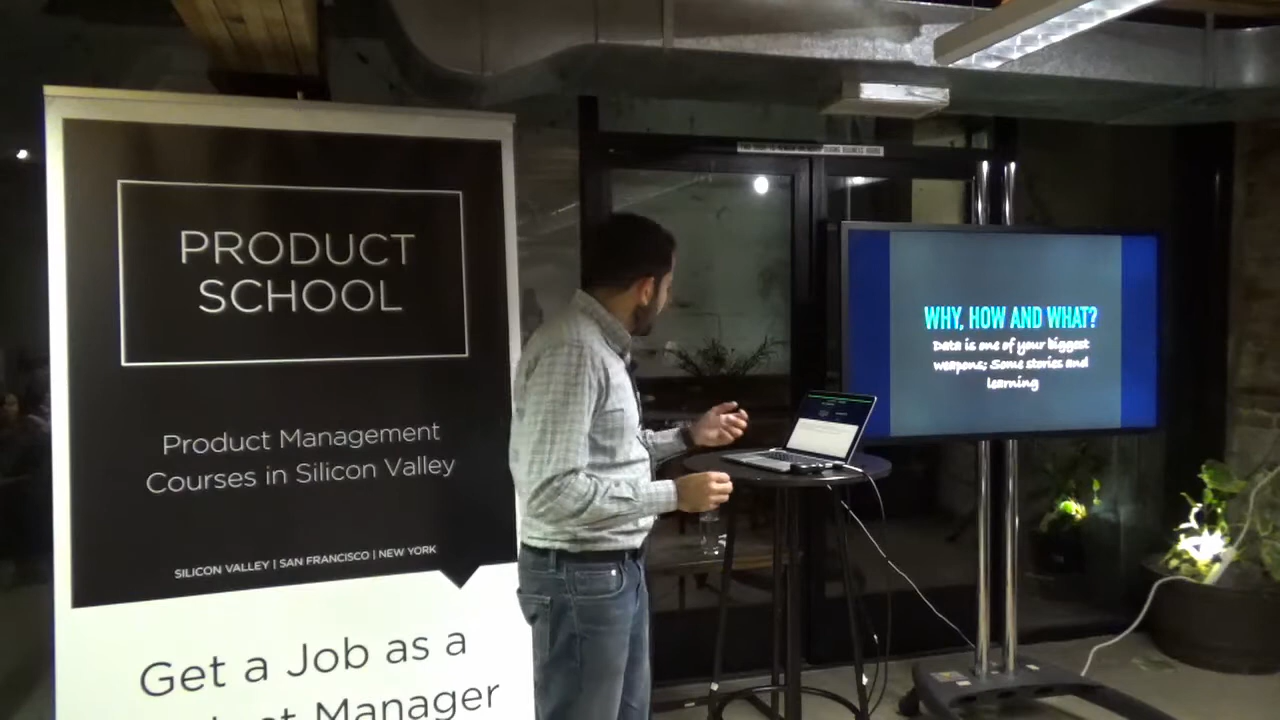 PRODUCT
SCHOOL
Product Management
Courses in Silicon Valley
SILICON VALLEY | SAN FRANCISCO | NEW YORK
Get a Job as a
Manager
WHY, HOW AND WHAT?
Data is one of your biggest
weapons; Some stories and
learning